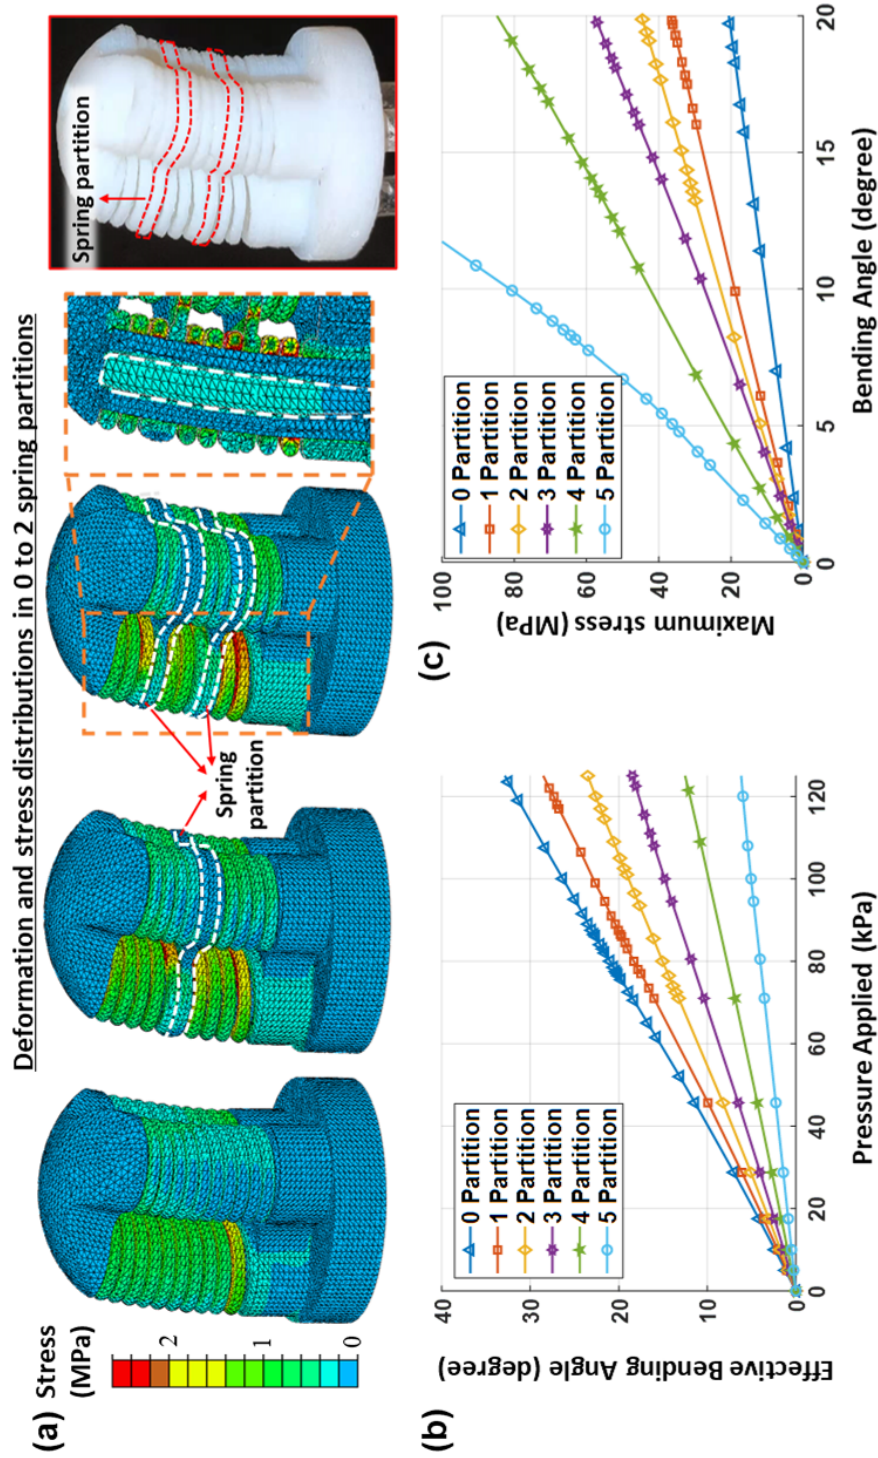 Deformation and stress distributions in 0 to 2 spring partitions
(a)
Stress
(MPa)
2
1
0
Spring
partition
Spring partition
(b)
Effective Bending Angle (degree)
40
30
20
10
0
0 Partition
1 Partition
2 Partition
3 Partition
4 Partition
5 Partition
0
20
40
60
80
100
120
Pressure Applied (kPa)
(c)
Maximum stress (MPa)
100
80
60
40
20
0
0 Partition
1 Partition
2 Partition
3 Partition
4 Partition
5 Partition
0
5
10
15
20
Bending Angle (degree)